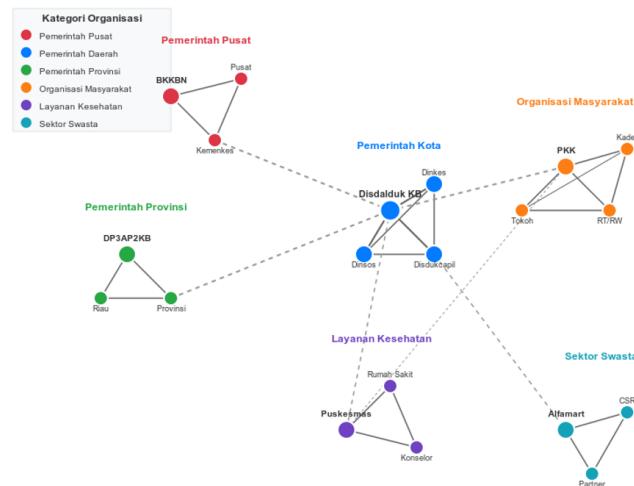 Kategori Organisasi
Pemerintah Pusat
Pemerintah Daerah
Pemerintah Provinsi
Organisasi Masyarakat
Layanan Kesehatan
Sektor Swasta
Pemerintah Pusat
Pusat
BKKBN
Kemenkes
Organisasi Masyarakat
Kade
PKK
Tokoh
RT/RW
Pemerintah Kota
Dinkes
Disdalduk KB
Dinsos
Disdukcapil
Pemerintah Provinsi
DP3AP2KB
Riau
Provinsi
Layanan Kesehatan
Rumah Sakit
Puskesmas
Konselor
Sektor Swasta
CSR
Alfamart
Partner